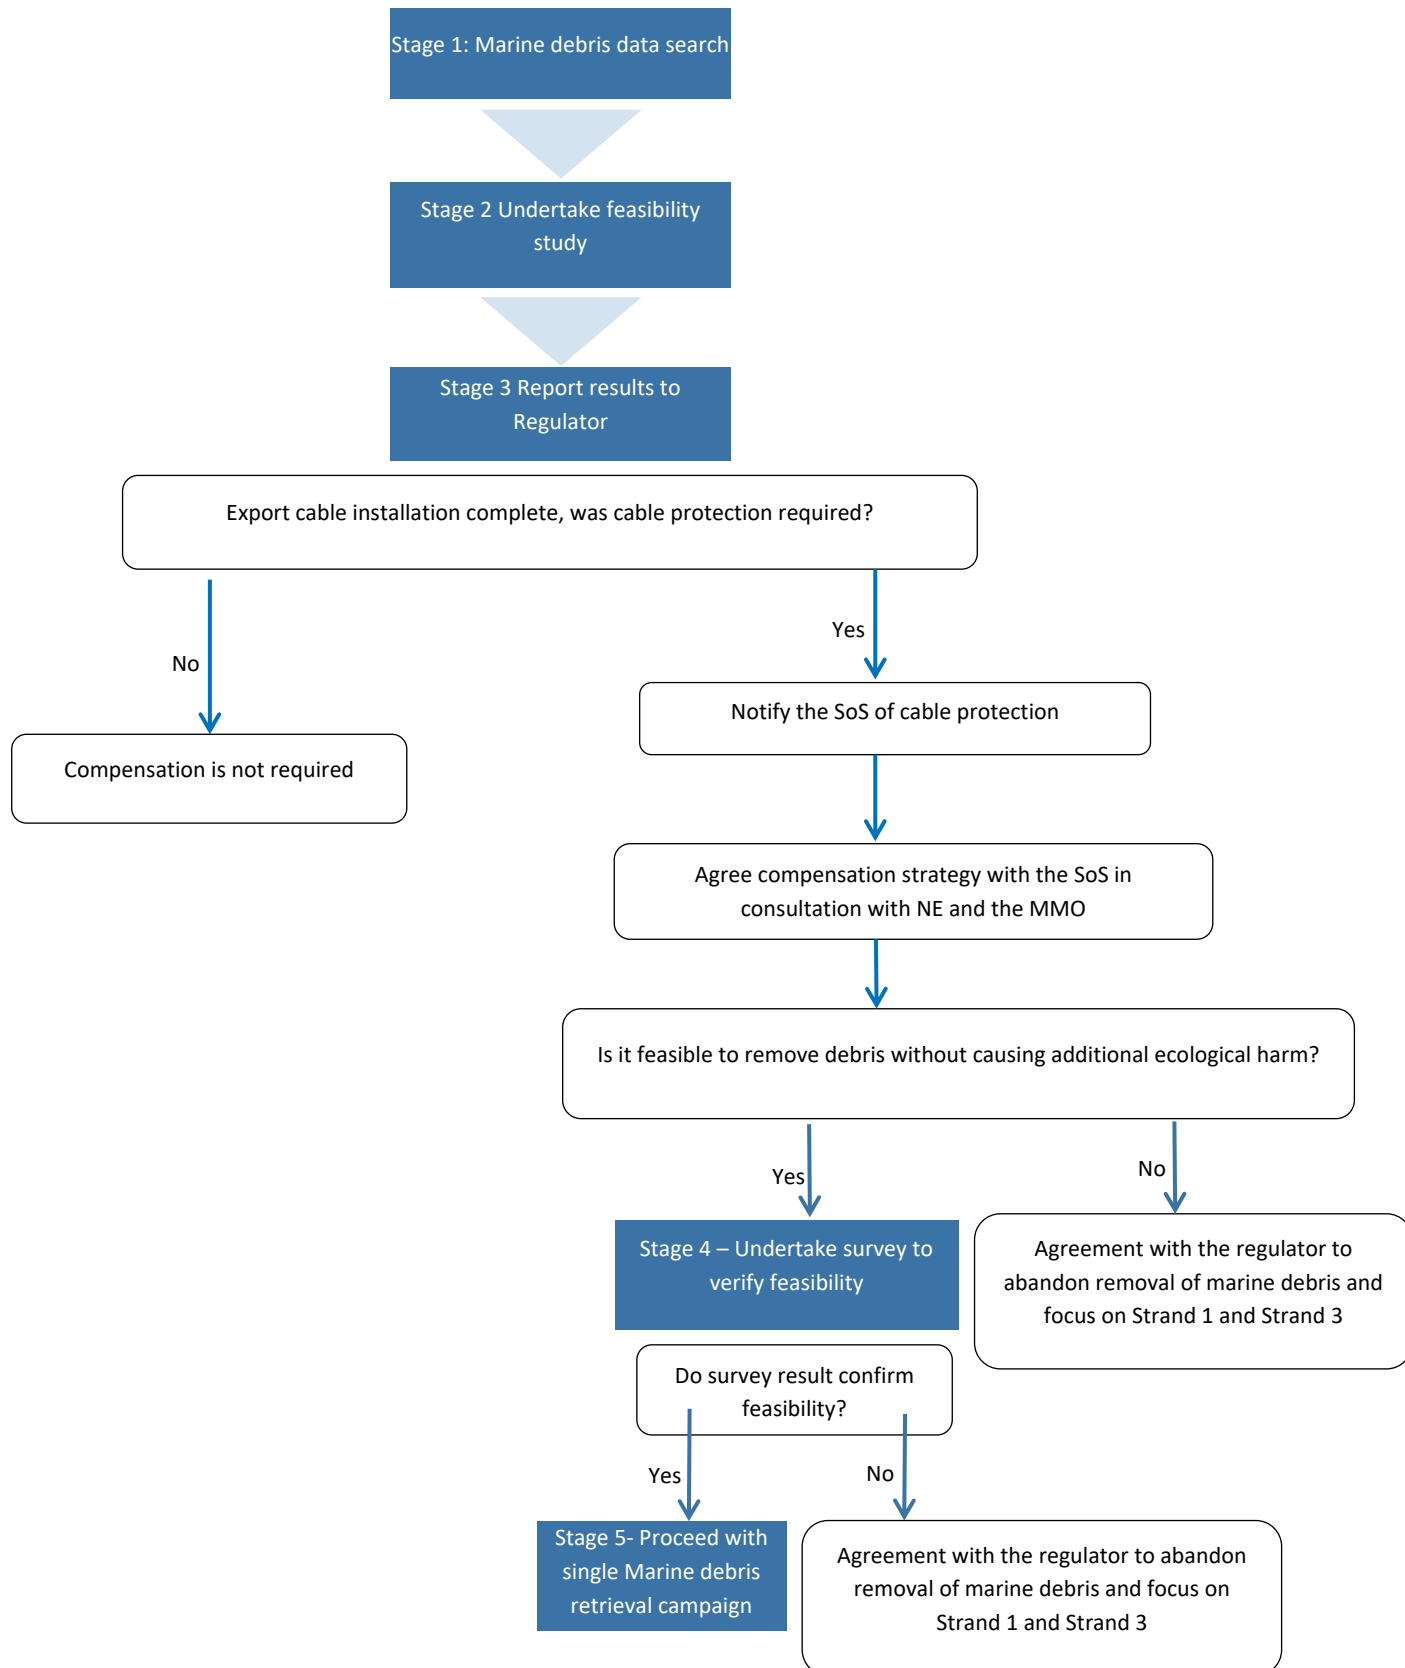 Stage 1: Marine debris data search
Stage 2 Undertake feasibility
study
Stage 3 Report results to
Regulator
Export cable installation complete, was cable protection required?
No
Yes
Compensation is not required
Notify the SoS of cable protection
Agree compensation strategy with the SoS in
consultation with NE and the MMO
Is it feasible to remove debris without causing additional ecological harm?
Yes
No
Stage 4 – Undertake survey to
verify feasibility
Agreement with the regulator to
abandon removal of marine debris and
focus on Strand 1 and Strand 3
Do survey result confirm
feasibility?
Yes
No
Stage 5- Proceed with
single Marine debris
retrieval campaign
Agreement with the regulator to abandon
removal of marine debris and focus on
Strand 1 and Strand 3